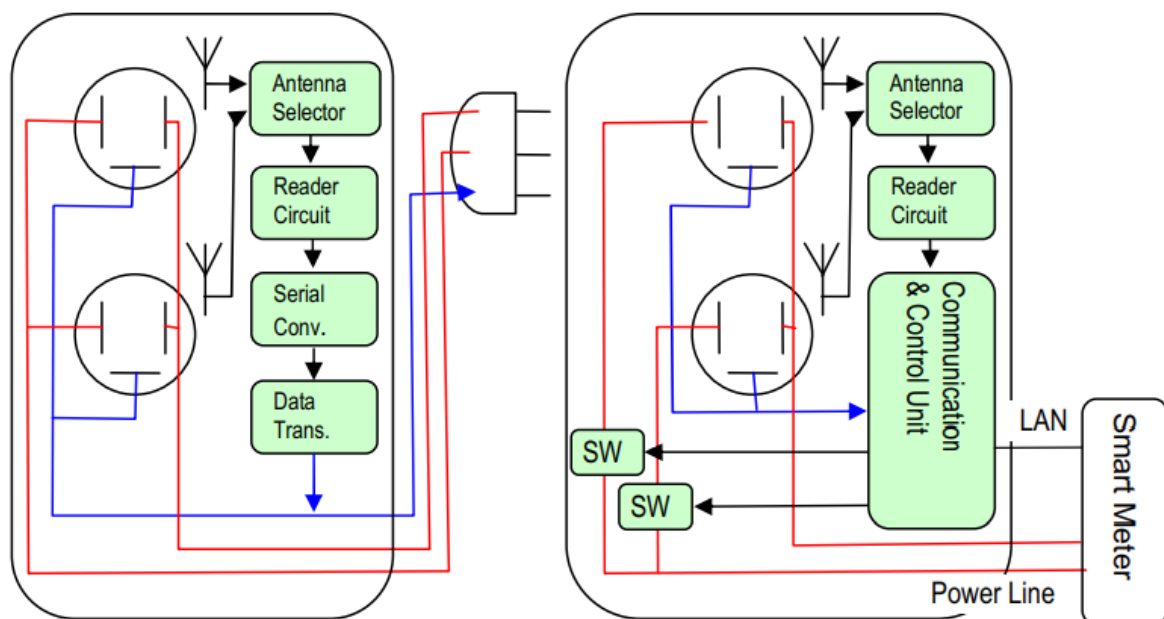 Antenna
Selector
Reader
Circuit
Serial
Conv.
Data
Trans.
Antenna
Selector
Reader
Circuit
Communication
& Control Unit
SW
SW
LAN
Smart Meter
Power Line